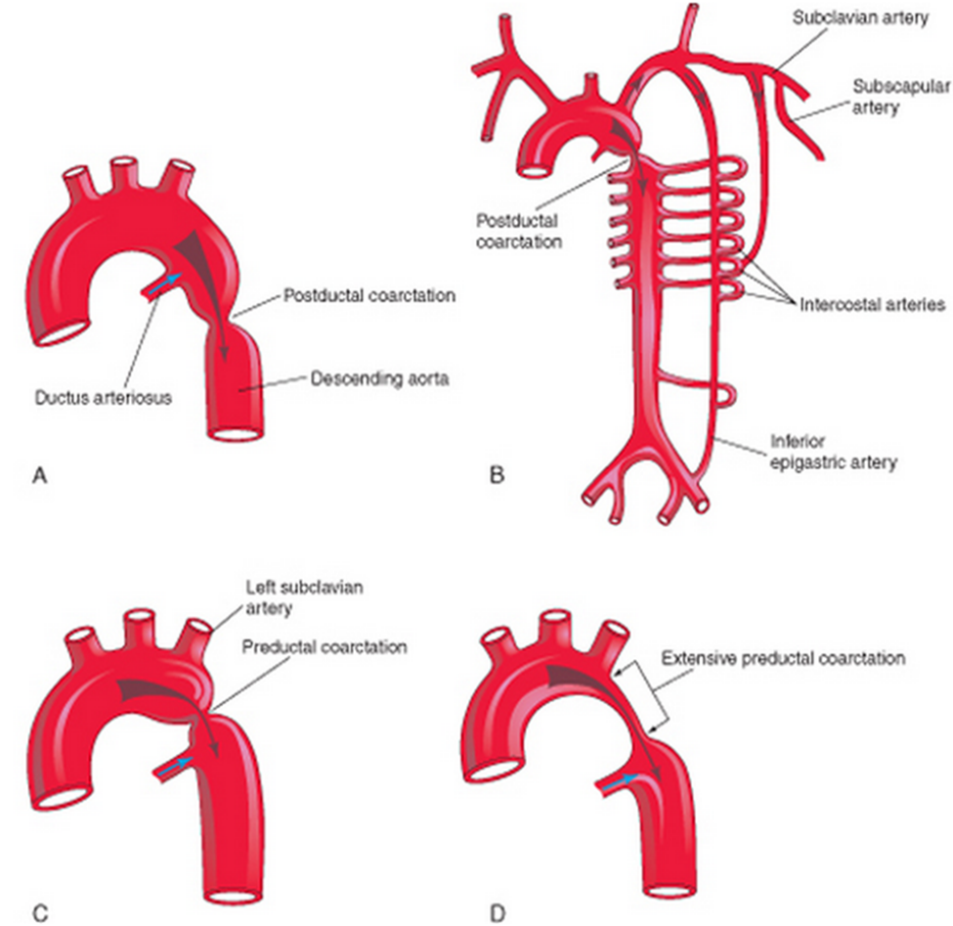 Postductal coarctation
Ductus arteriosus
Descending aorta
A
Subclavian artery
Subscapular
artery
Postductal
coarctation
Intercostal arteries
Inferior
epigastric artery
B
Left subclavian
artery
Preductal coarctation
C
Extensive preductal coarctation
D